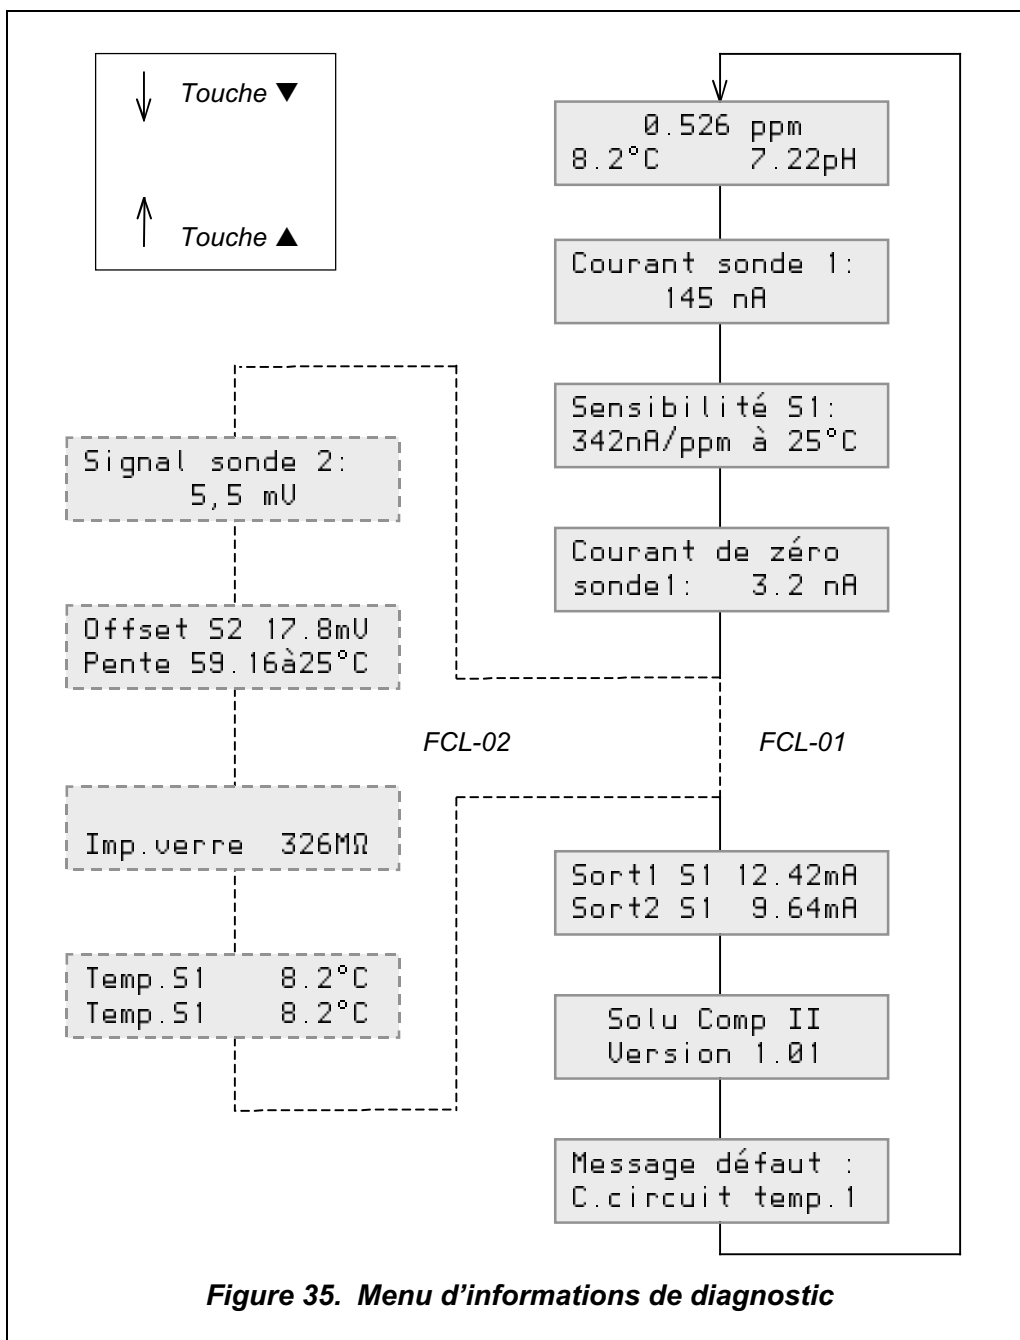 Touche ▼
Touche ▲
0.526 ppm
8.2°C 7.22pH
Courant sonde 1:
145 nA
Sensibilité S1:
342nA/ppm à 25°C
Courant de zéro
sonde1: 3.2 nA
Signal sonde 2:
5,5 mV
Offset S2 17.8mV
Pente 59.16à25°C
Imp.verre 326MΩ
Temp.S1 8.2°C
Temp.S1 8.2°C
FCL-02
FCL-01
Sort1 S1 12.42mA
Sort2 S1 9.64mA
Solu Comp II
Version 1.01
Message défaut :
C.circuit temp.1
Figure 35. Menu d'informations de diagnostic